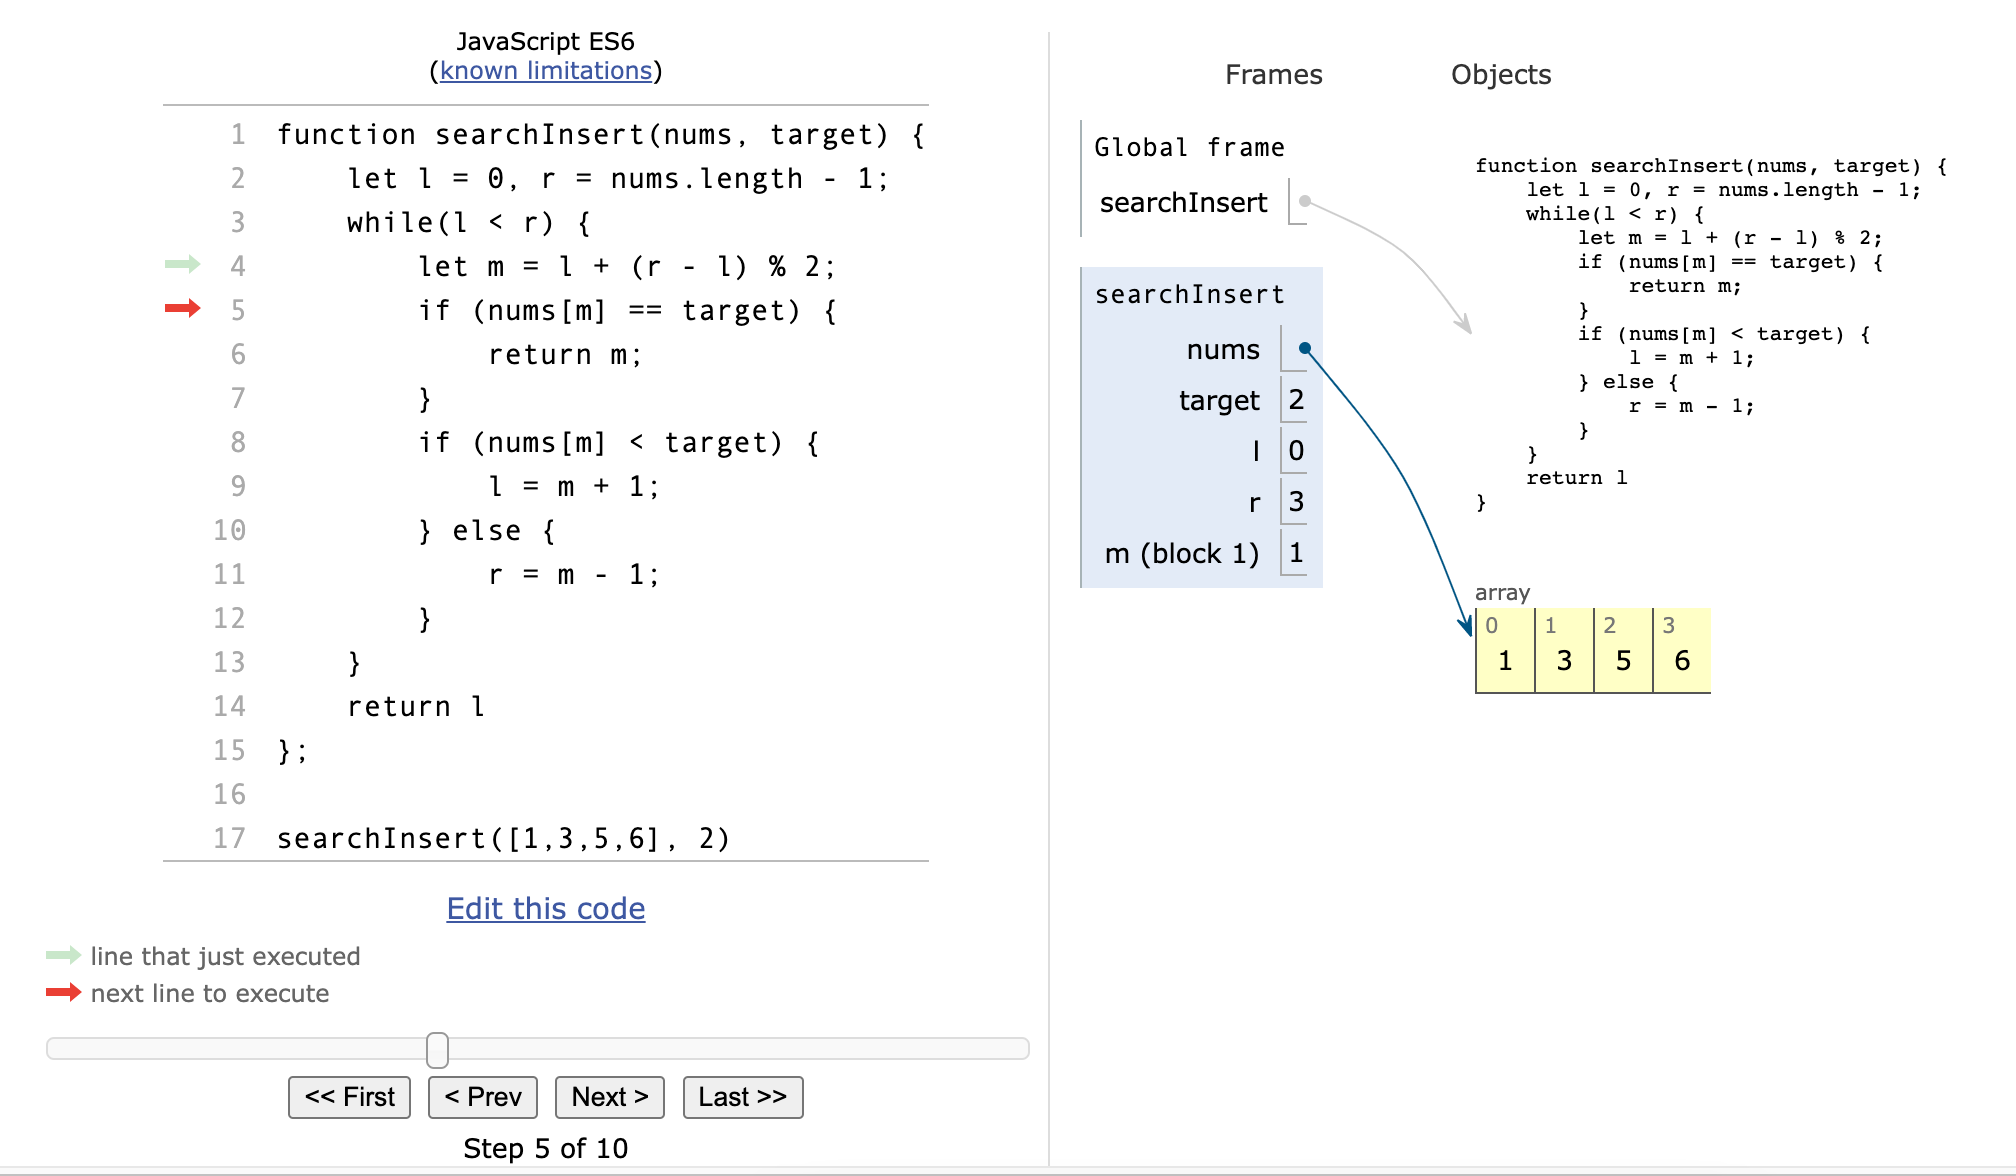 JavaScript ES6
(known limitations)
1 function searchInsert(nums, target) {
2     let l = 0, r = nums.length - 1;
3     while(l < r) {
4         let m = l + (r - l) % 2;
5         if (nums[m] == target) {
6             return m;
7         }
8         if (nums[m] < target) {
9             l = m + 1;
10         } else {
11             r = m - 1;
12         }
13     }
14     return l
15 };
16
17 searchInsert([1,3,5,6], 2)
Edit this code
line that just executed
next line to execute
<< First < Prev Next > Last >>
Step 5 of 10
Frames Objects
Global frame
searchInsert
searchInsert
nums
target 2
l 0
r 3
m (block 1) 1
function searchInsert(nums, target) {
    let l = 0, r = nums.length - 1;
    while(l < r) {
        let m = l + (r - l) % 2;
        if (nums[m] == target) {
            return m;
        }
        if (nums[m] < target) {
            l = m + 1;
        } else {
            r = m - 1;
        }
    }
    return l
}
array
0 1 2 3
1 3 5 6